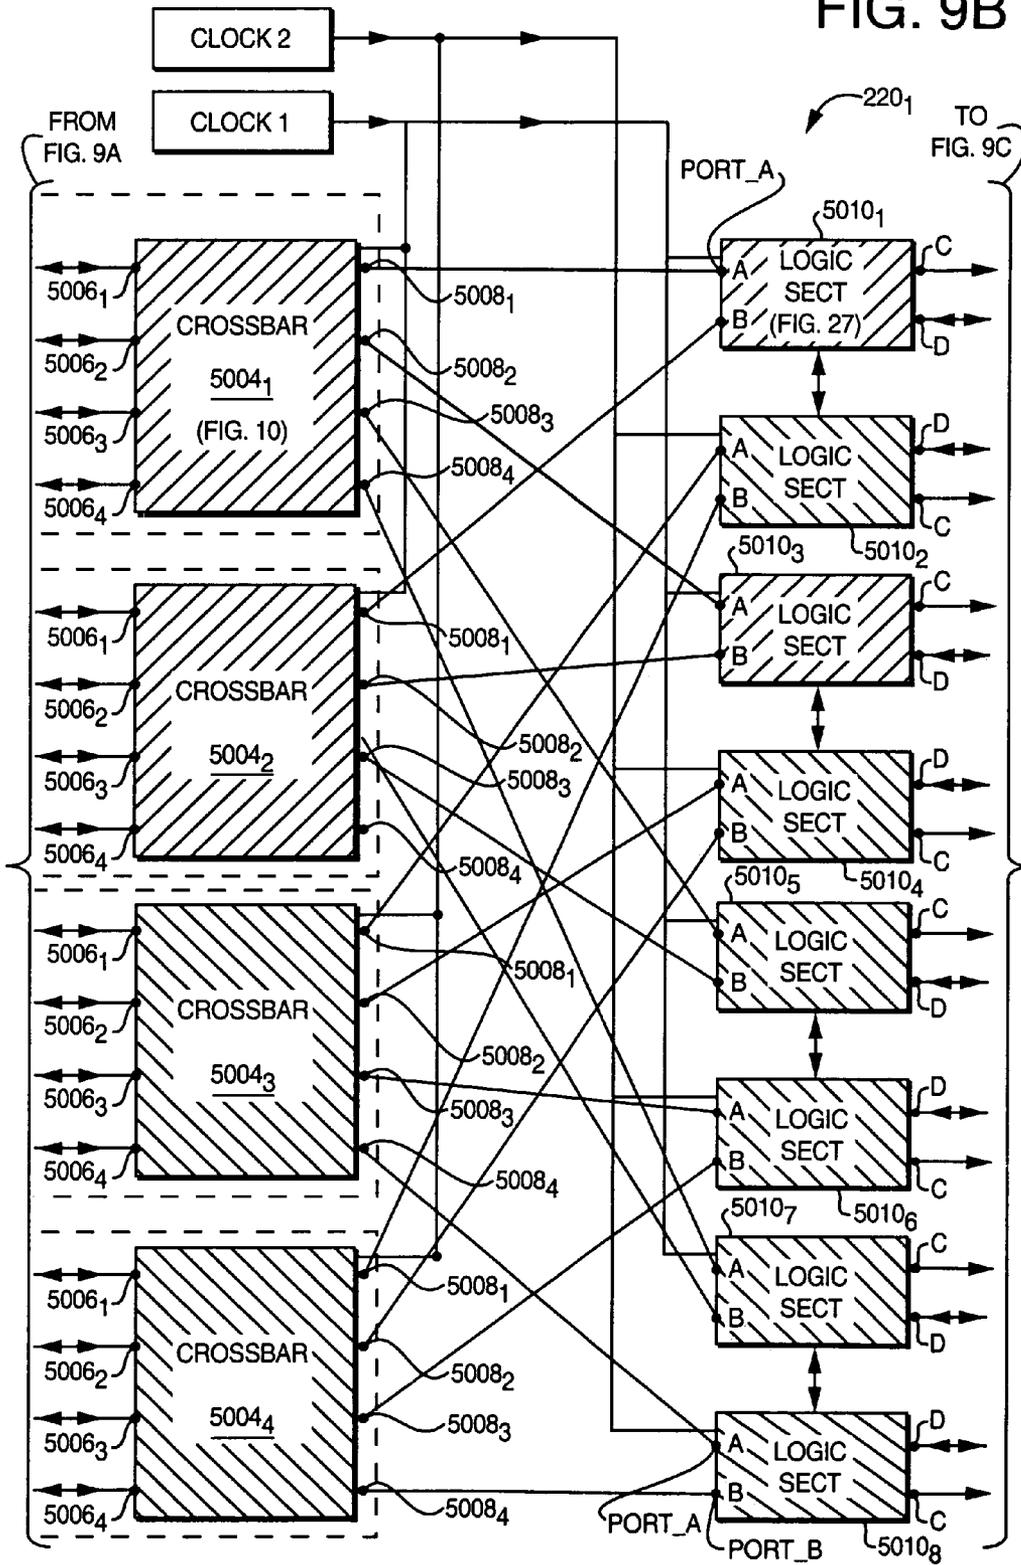 FIG. 9B
CLOCK 2
CLOCK 1
FROM
FIG. 9A
220₁
TO
FIG. 9C
PORT_A
CROSSBAR
5004₁
(FIG. 10)
5006₁
5006₂
5006₃
5006₄
5008₁
5008₂
5008₃
5008₄
CROSSBAR
5004₂
5006₁
5006₂
5006₃
5006₄
5008₁
5008₂
5008₃
5008₄
CROSSBAR
5004₃
5006₁
5006₂
5006₃
5006₄
5008₁
5008₂
5008₃
5008₄
CROSSBAR
5004₄
5006₁
5006₂
5006₃
5006₄
5008₁
5008₂
5008₃
5008₄
5010₁
A
B
LOGIC
SECT
(FIG. 27)
C
D
A
B
LOGIC
SECT
D
C
5010₂
5010₃
A
B
LOGIC
SECT
C
D
A
B
LOGIC
SECT
D
C
5010₄
5010₅
A
B
LOGIC
SECT
C
D
A
B
LOGIC
SECT
D
C
5010₆
5010₇
A
B
LOGIC
SECT
C
D
A
B
LOGIC
SECT
D
C
5010₈
PORT_A
PORT_B